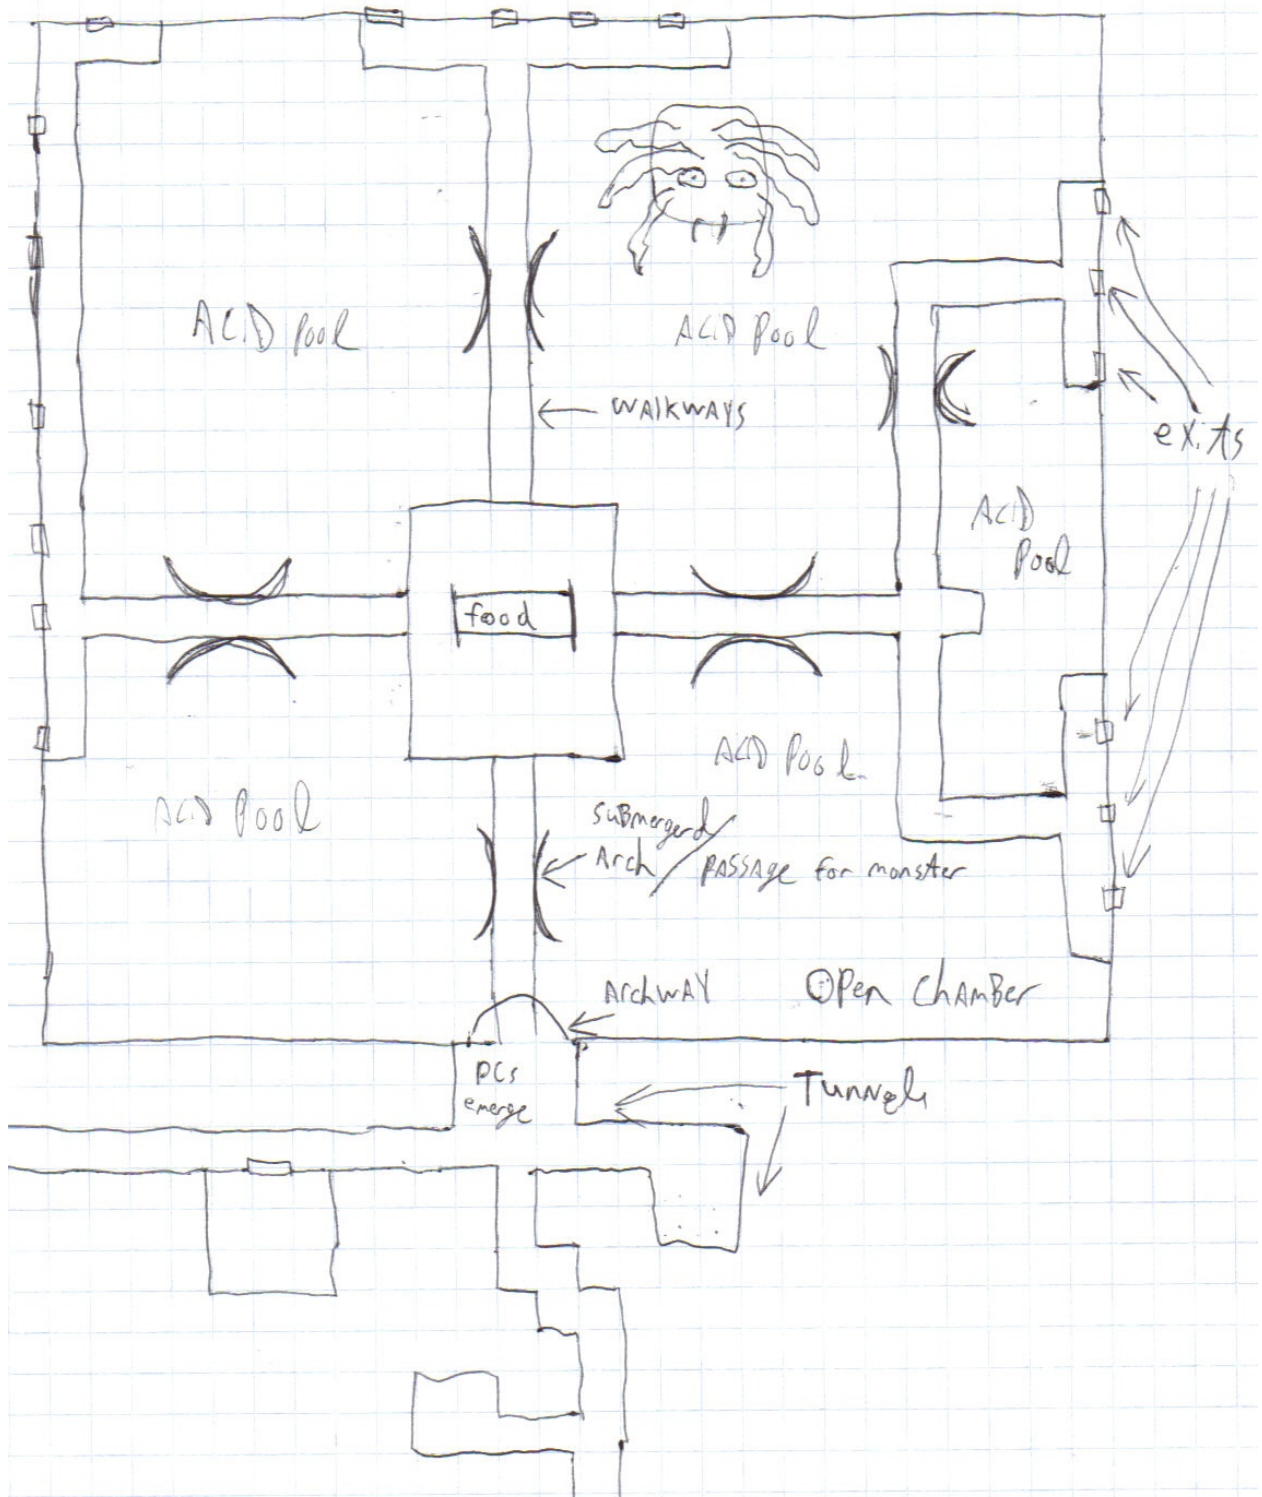 ACID Pool
ACID Pool
← WALKWAYS
exits
ACID
Pool
food
ACID Pool
ACID Pool
SUBmergerd/
Arch/PASSAge for monster
ArchWAY
OPen ChAMBer
PCs
emerge
Tunnels